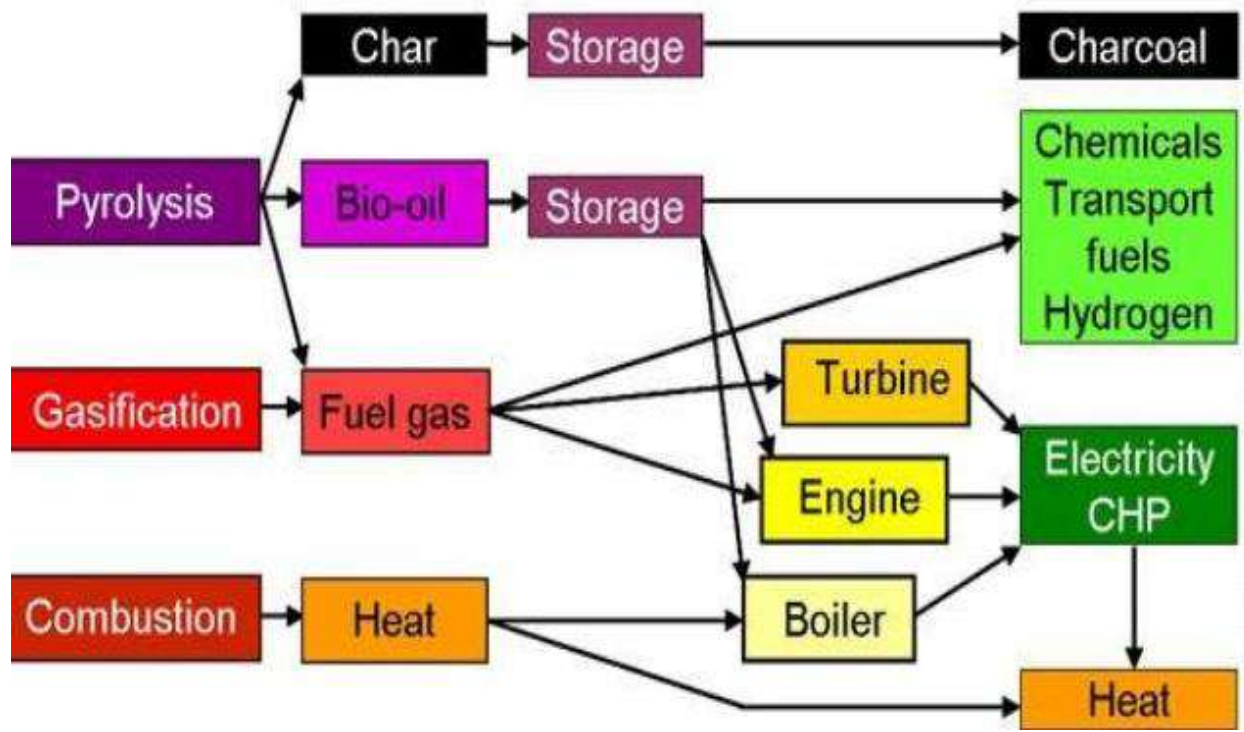 Char
Storage
Charcoal
Pyrolysis
Bio-oil
Storage
Chemicals
Transport
fuels
Hydrogen
Gasification
Fuel gas
Turbine
Engine
Electricity
CHP
Combustion
Heat
Boiler
Heat